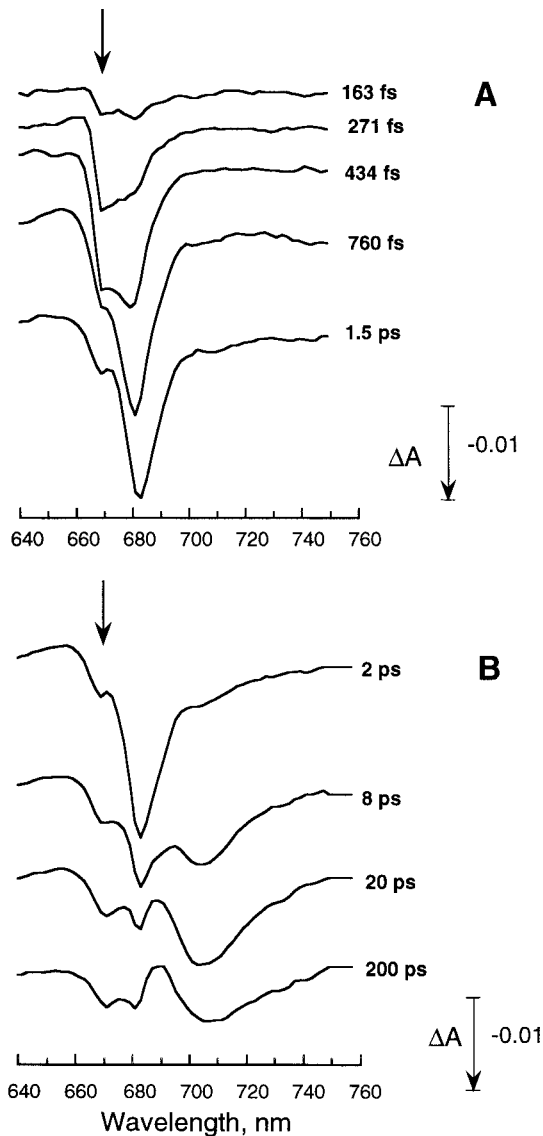 163 fs
A
271 fs
434 fs
760 fs
1.5 ps
ΔA
-0.01
640 660 680 700 720 740 760
2 ps
B
8 ps
20 ps
200 ps
ΔA
-0.01
640 660 680 700 720 740 760
Wavelength, nm